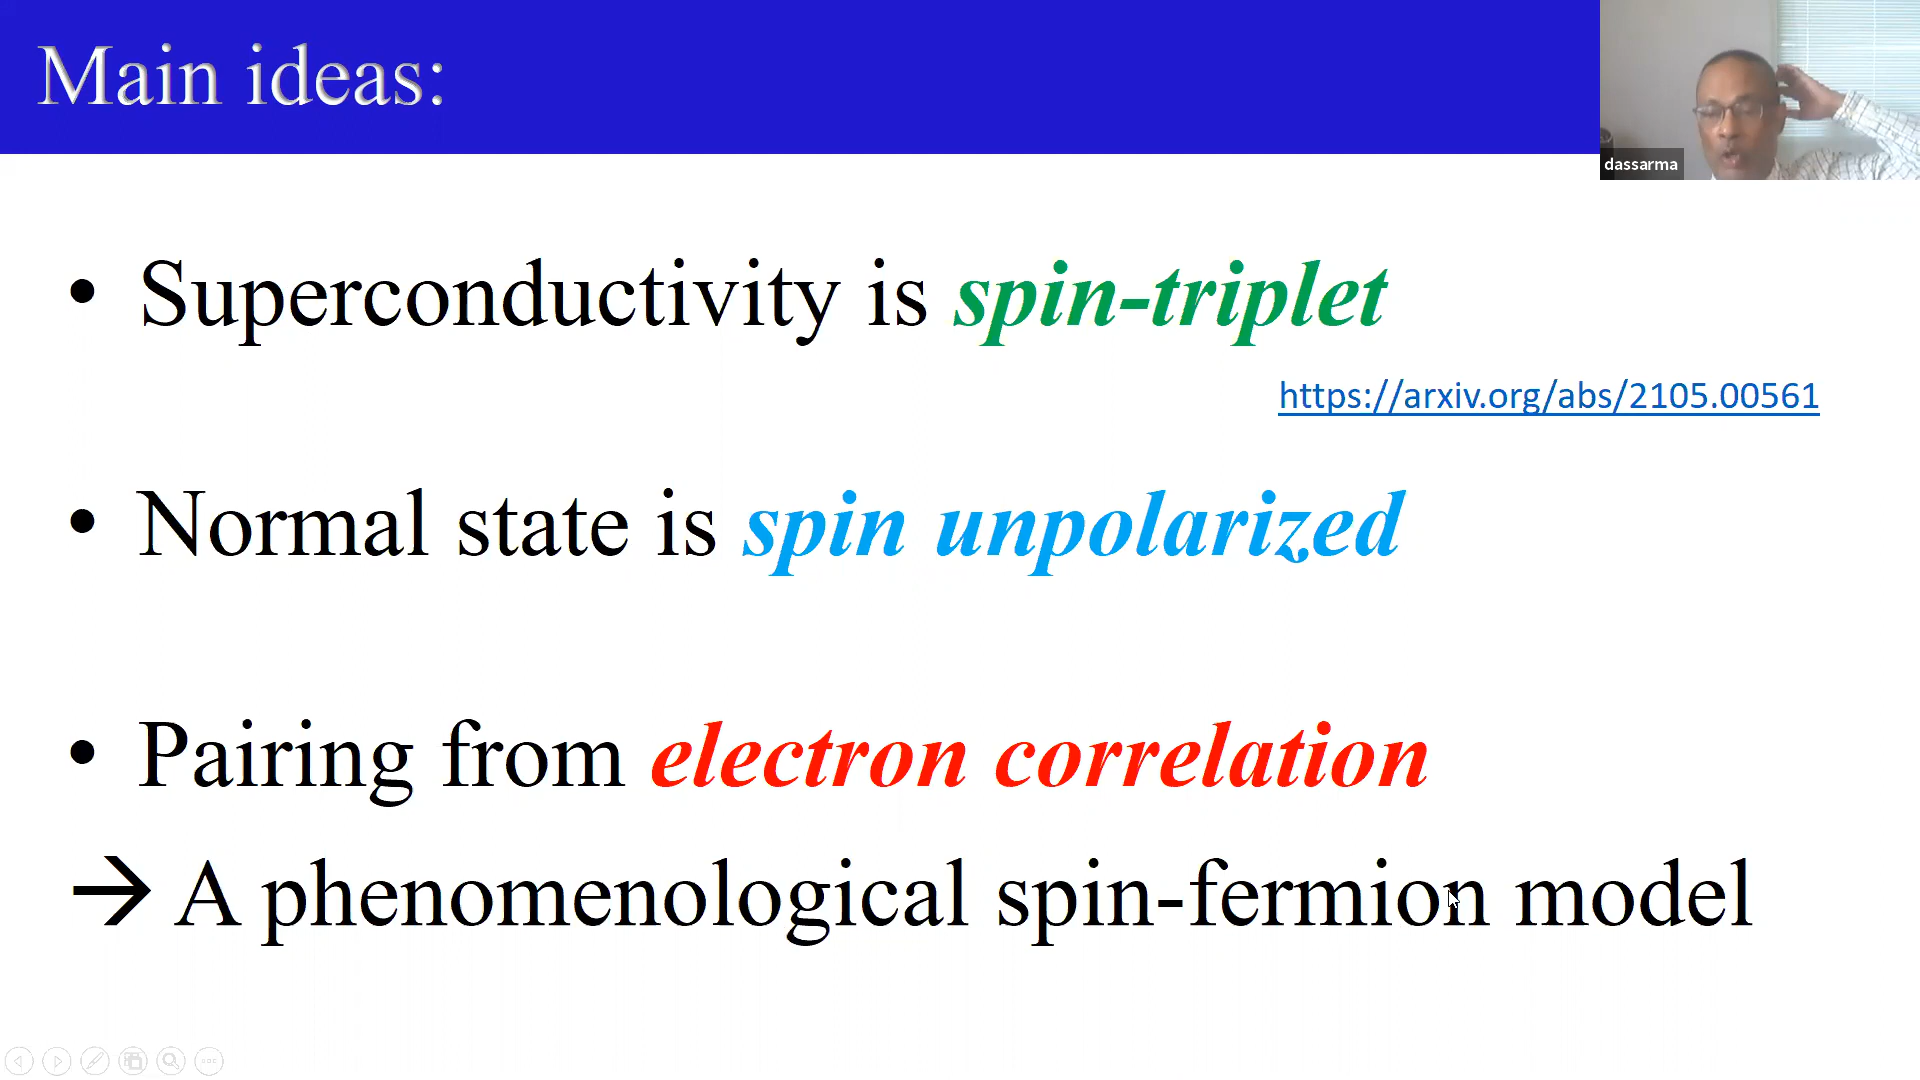 Main ideas:
dassarma
• Superconductivity is spin-triplet
https://arxiv.org/abs/2105.00561
• Normal state is spin unpolarized
• Pairing from electron correlation
→ A phenomenological spin-fermion model